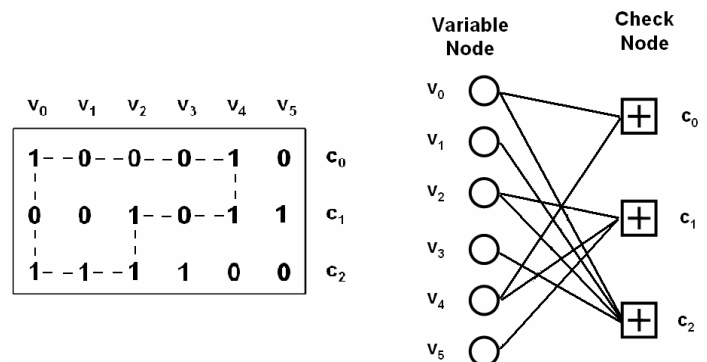 v0 v1 v2 v3 v4 v5
1 0 0 0 1 0 c0
0 0 1 0 1 1 c1
1 1 1 1 0 0 c2
Variable
Node
Check
Node
v0
v1
v2
v3
v4
v5
+ c0
+ c1
+ c2